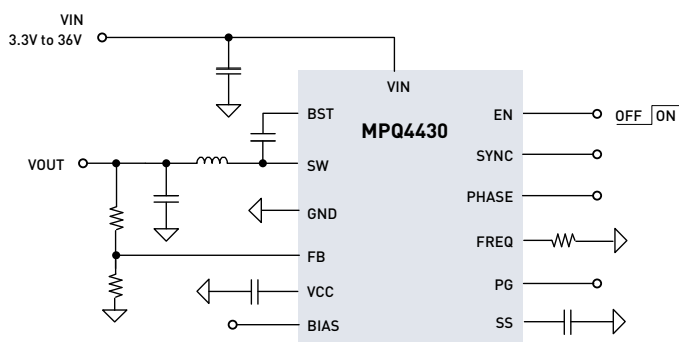 VIN
3.3V to 36V
VIN
BST
MPQ4430
EN
OFF ON
SYNC
VOUT
SW
PHASE
GND
FREQ
FB
PG
VCC
BIAS
SS